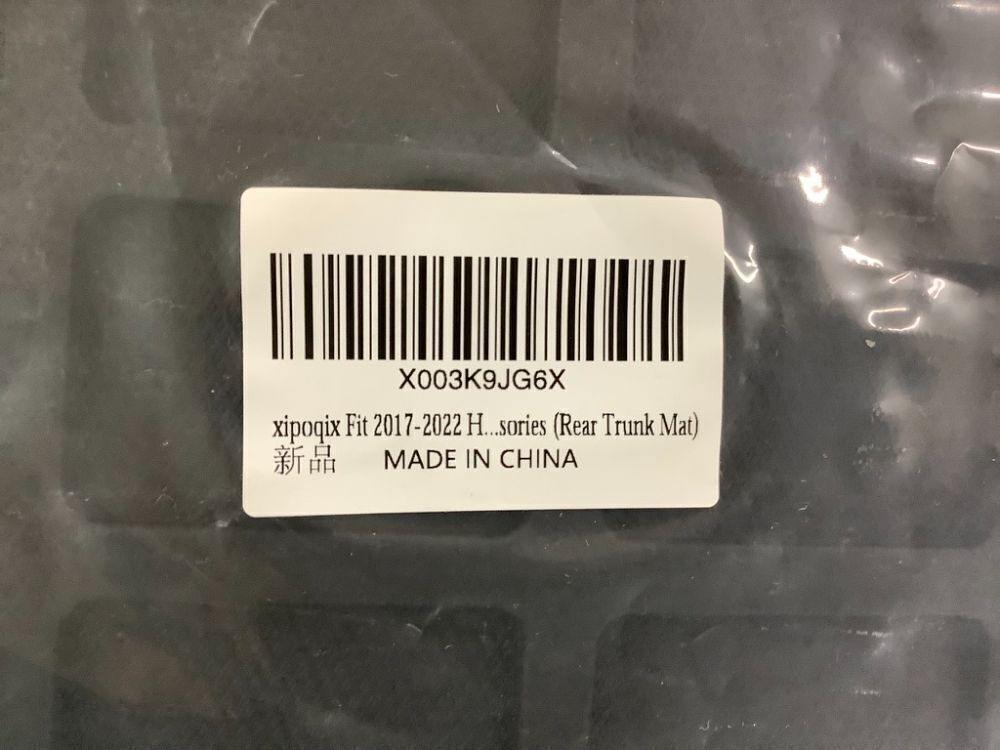 X003K9JG6X
xipoqix Fit 2017-2022 H...sories (Rear Trunk Mat)
新品 MADE IN CHINA